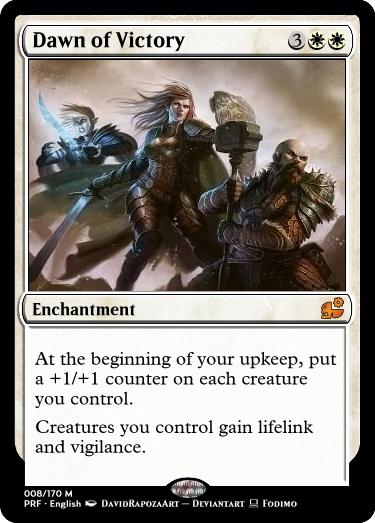 Dawn of Victory 3
Enchantment
At the beginning of your upkeep, put
a +1/+1 counter on each creature
you control.
Creatures you control gain lifelink
and vigilance.
008/170 M
PRF • English DavidRapozaArt — Deviantart Fodimo